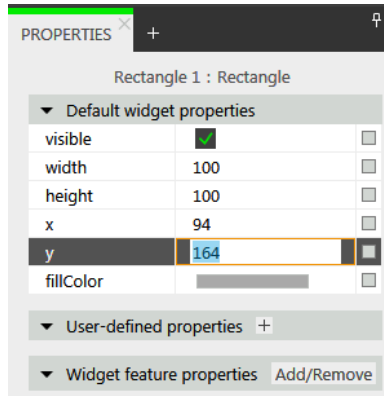 PROPERTIES × +
Rectangle 1 : Rectangle
Default widget properties
visible
width 100
height 100
x 94
y 164
fillColor
User-defined properties +
Widget feature properties Add/Remove